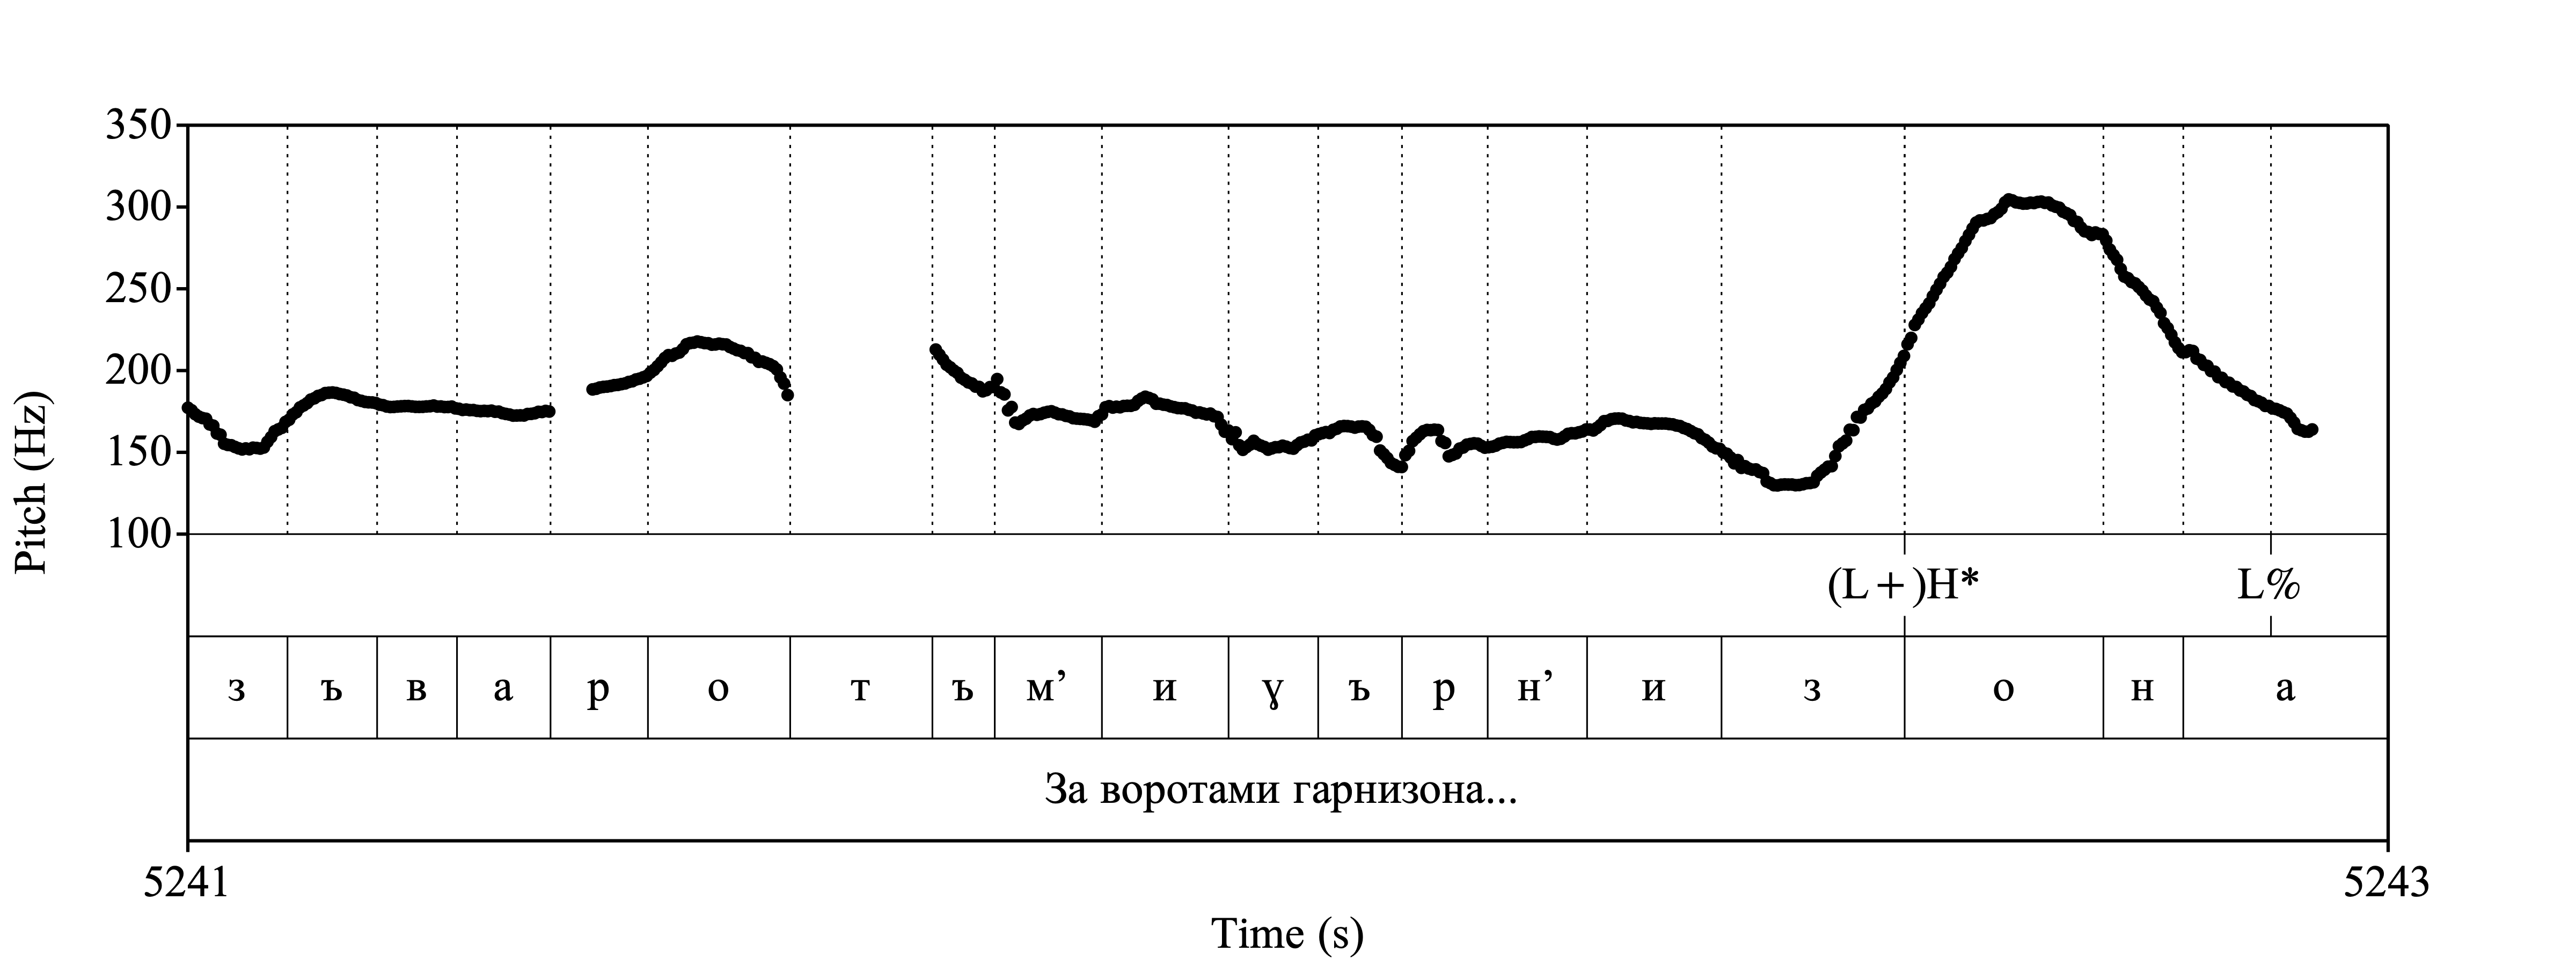 350
300
250
200
150
100
Pitch (Hz)
(L+)H* L%
з ъ в а р о т ъ м’ и ɣ ъ р н’ и з о н а
За воротами гарнизона...
5241 5243
Time (s)